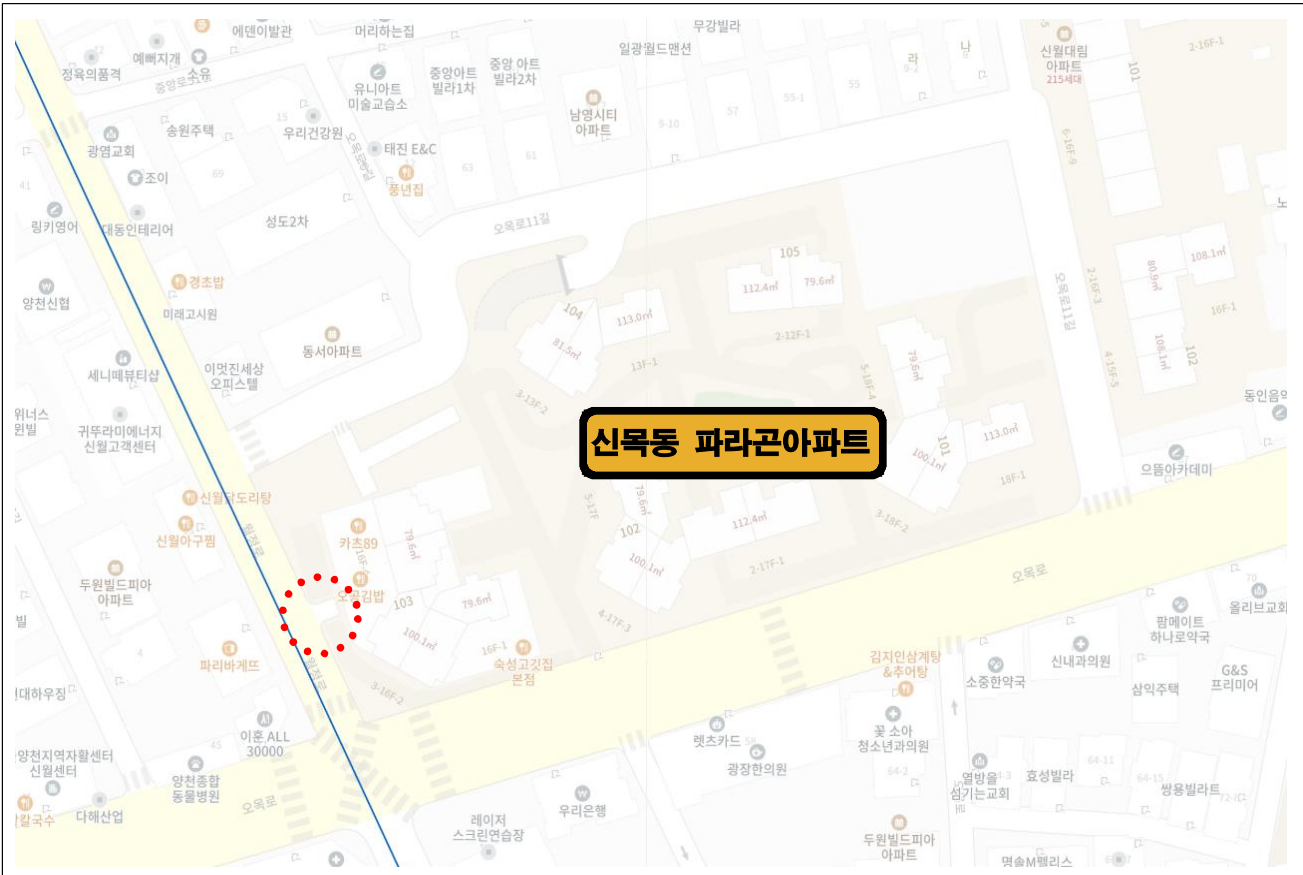 에덴이발관
머리하는집
무강빌라
예뻐지개
소유
정육의품격
중앙로
유니아트
미술교습소
중앙아트
빌라1차
중앙 아트
빌라2차
일광월드맨션
라
9-2
나
신월대림
아파트
215세대
101
2-16F-1
남영시티
아파트
9-10
57
55-1
55
송원주택
15
우리건강원
태진 E&C
풍년집
63
61
광염교회
조이
69
41
링키영어
대동인테리어
성도2차
오목로11길
6-16F-9
양천신협
경초밥
미래고시원
동서아파트
104
113.0㎡
81.5㎡
13F-1
3-13F-2
105
112.4㎡
79.6㎡
2-12F-1
오목로11길
2-16F-3
80.9㎡
108.1㎡
16F-1
108.1㎡
102
4-15F-5
세니떼뷰티샵
이멋진세상
오피스텔
79.6㎡
5-18F-4
동인음악
위너스
귀뚜라미에너지
신월고객센터
신목동 파라곤아파트
101
100.1㎡
113.0㎡
18F-1
3-18F-2
으뜸아카데미
신월닭도리탕
신월아구찜
월정로
카츠89
79.6㎡
오공김밥
103
79.6㎡
100.1㎡
16F-1
3-16F-2
숙성고깃집
본점
5-17F
79.6㎡
102
100.1㎡
112.4㎡
2-17F-1
4-17F-3
오목로
두원빌드피아
아파트
빌
4
파리바게뜨
월정로
70
올리브교회
팜메이트
하나로약국
신내과의원
소중한약국
김지인삼계탕
&추어탕
삼익주택
G&S
프리미어
현대하우징
이훈 ALL
30000
45
양천지역자활센터
신월센터
양천종합
동물병원
오목로
다해산업
칼국수
렛츠카드
58
광장한의원
꽃 소아
청소년과의원
64-2
열방을
섬기는교회
효성빌라
64-11
64-15
쌍용빌라트
우리은행
레이저
스크린연습장
두원빌드피아
아파트
명솔M펠리스